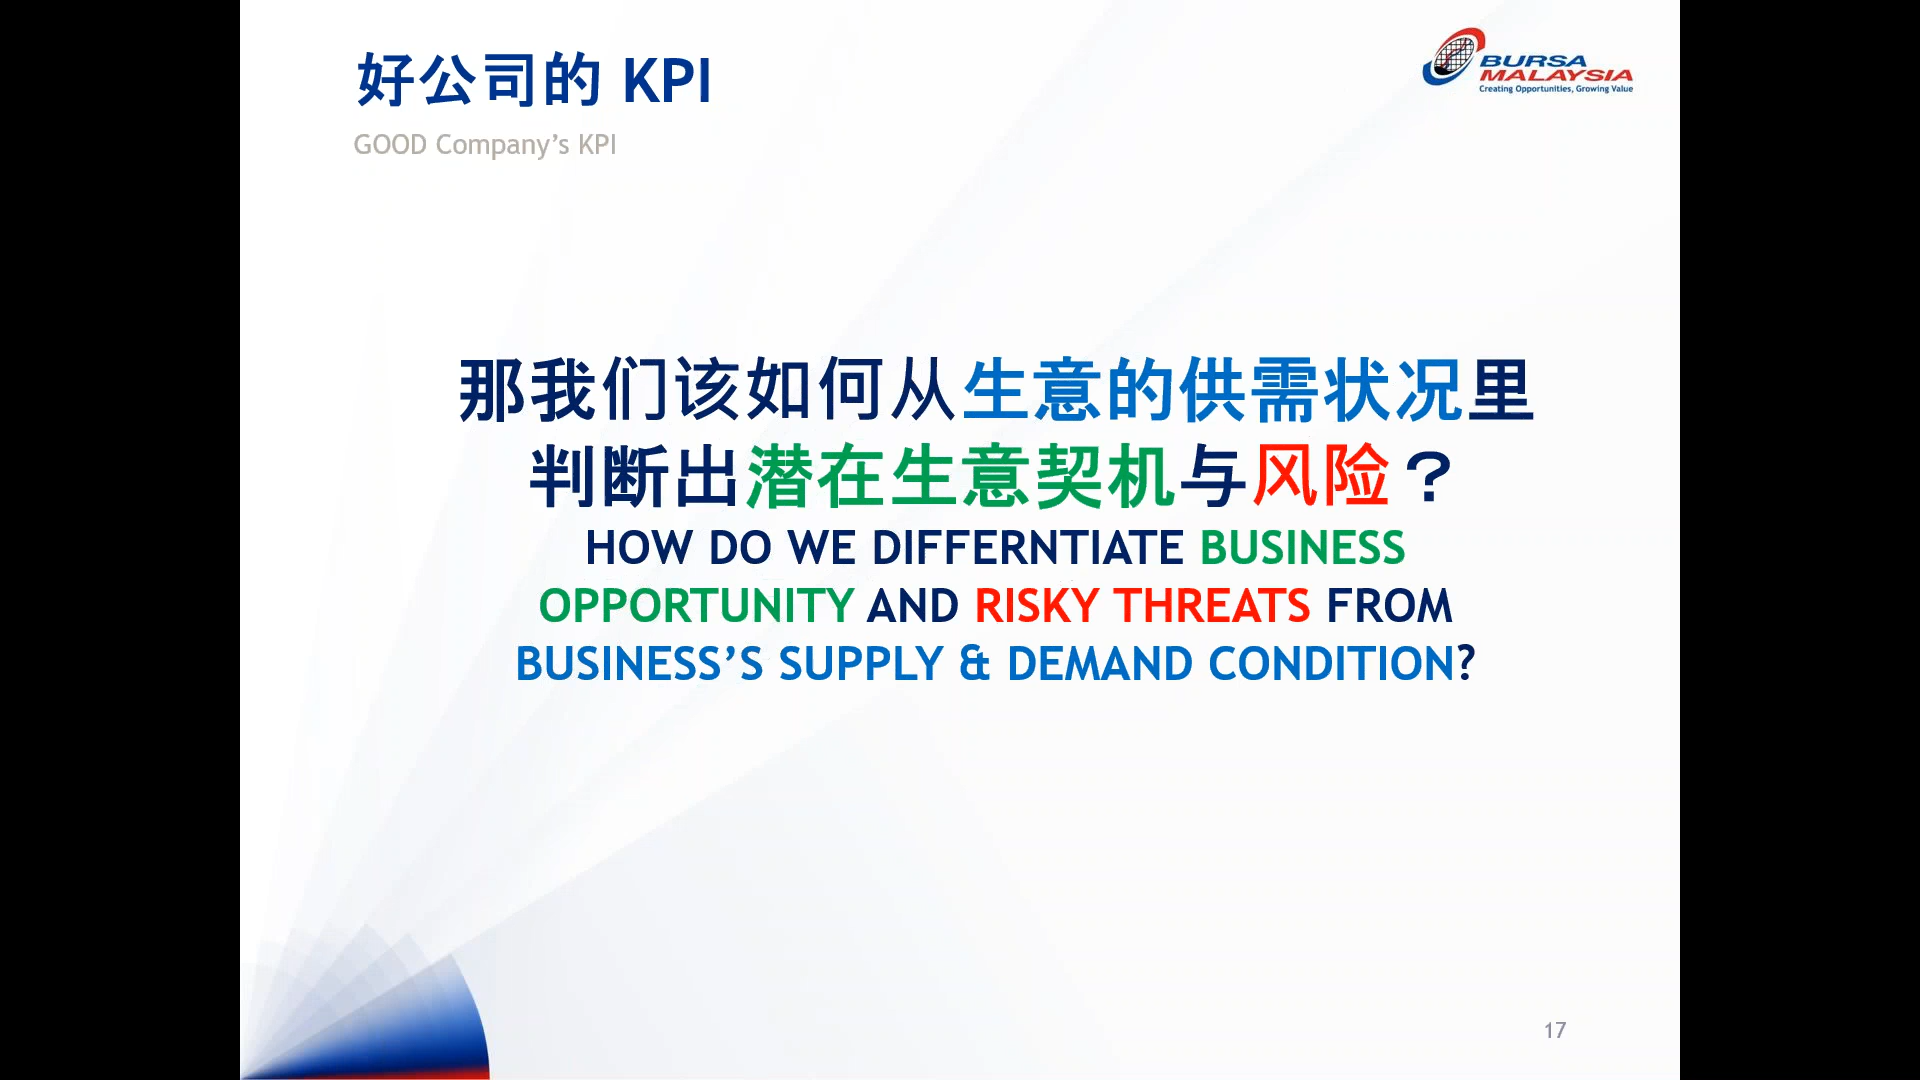 好公司的 KPI
GOOD Company’s KPI
BURSA
MALAYSIA
Creating Opportunities, Growing Value
那我们该如何从生意的供需状况里
判断出潜在生意契机与风险？
HOW DO WE DIFFERNTIATE BUSINESS
OPPORTUNITY AND RISKY THREATS FROM
BUSINESS’S SUPPLY & DEMAND CONDITION?
17